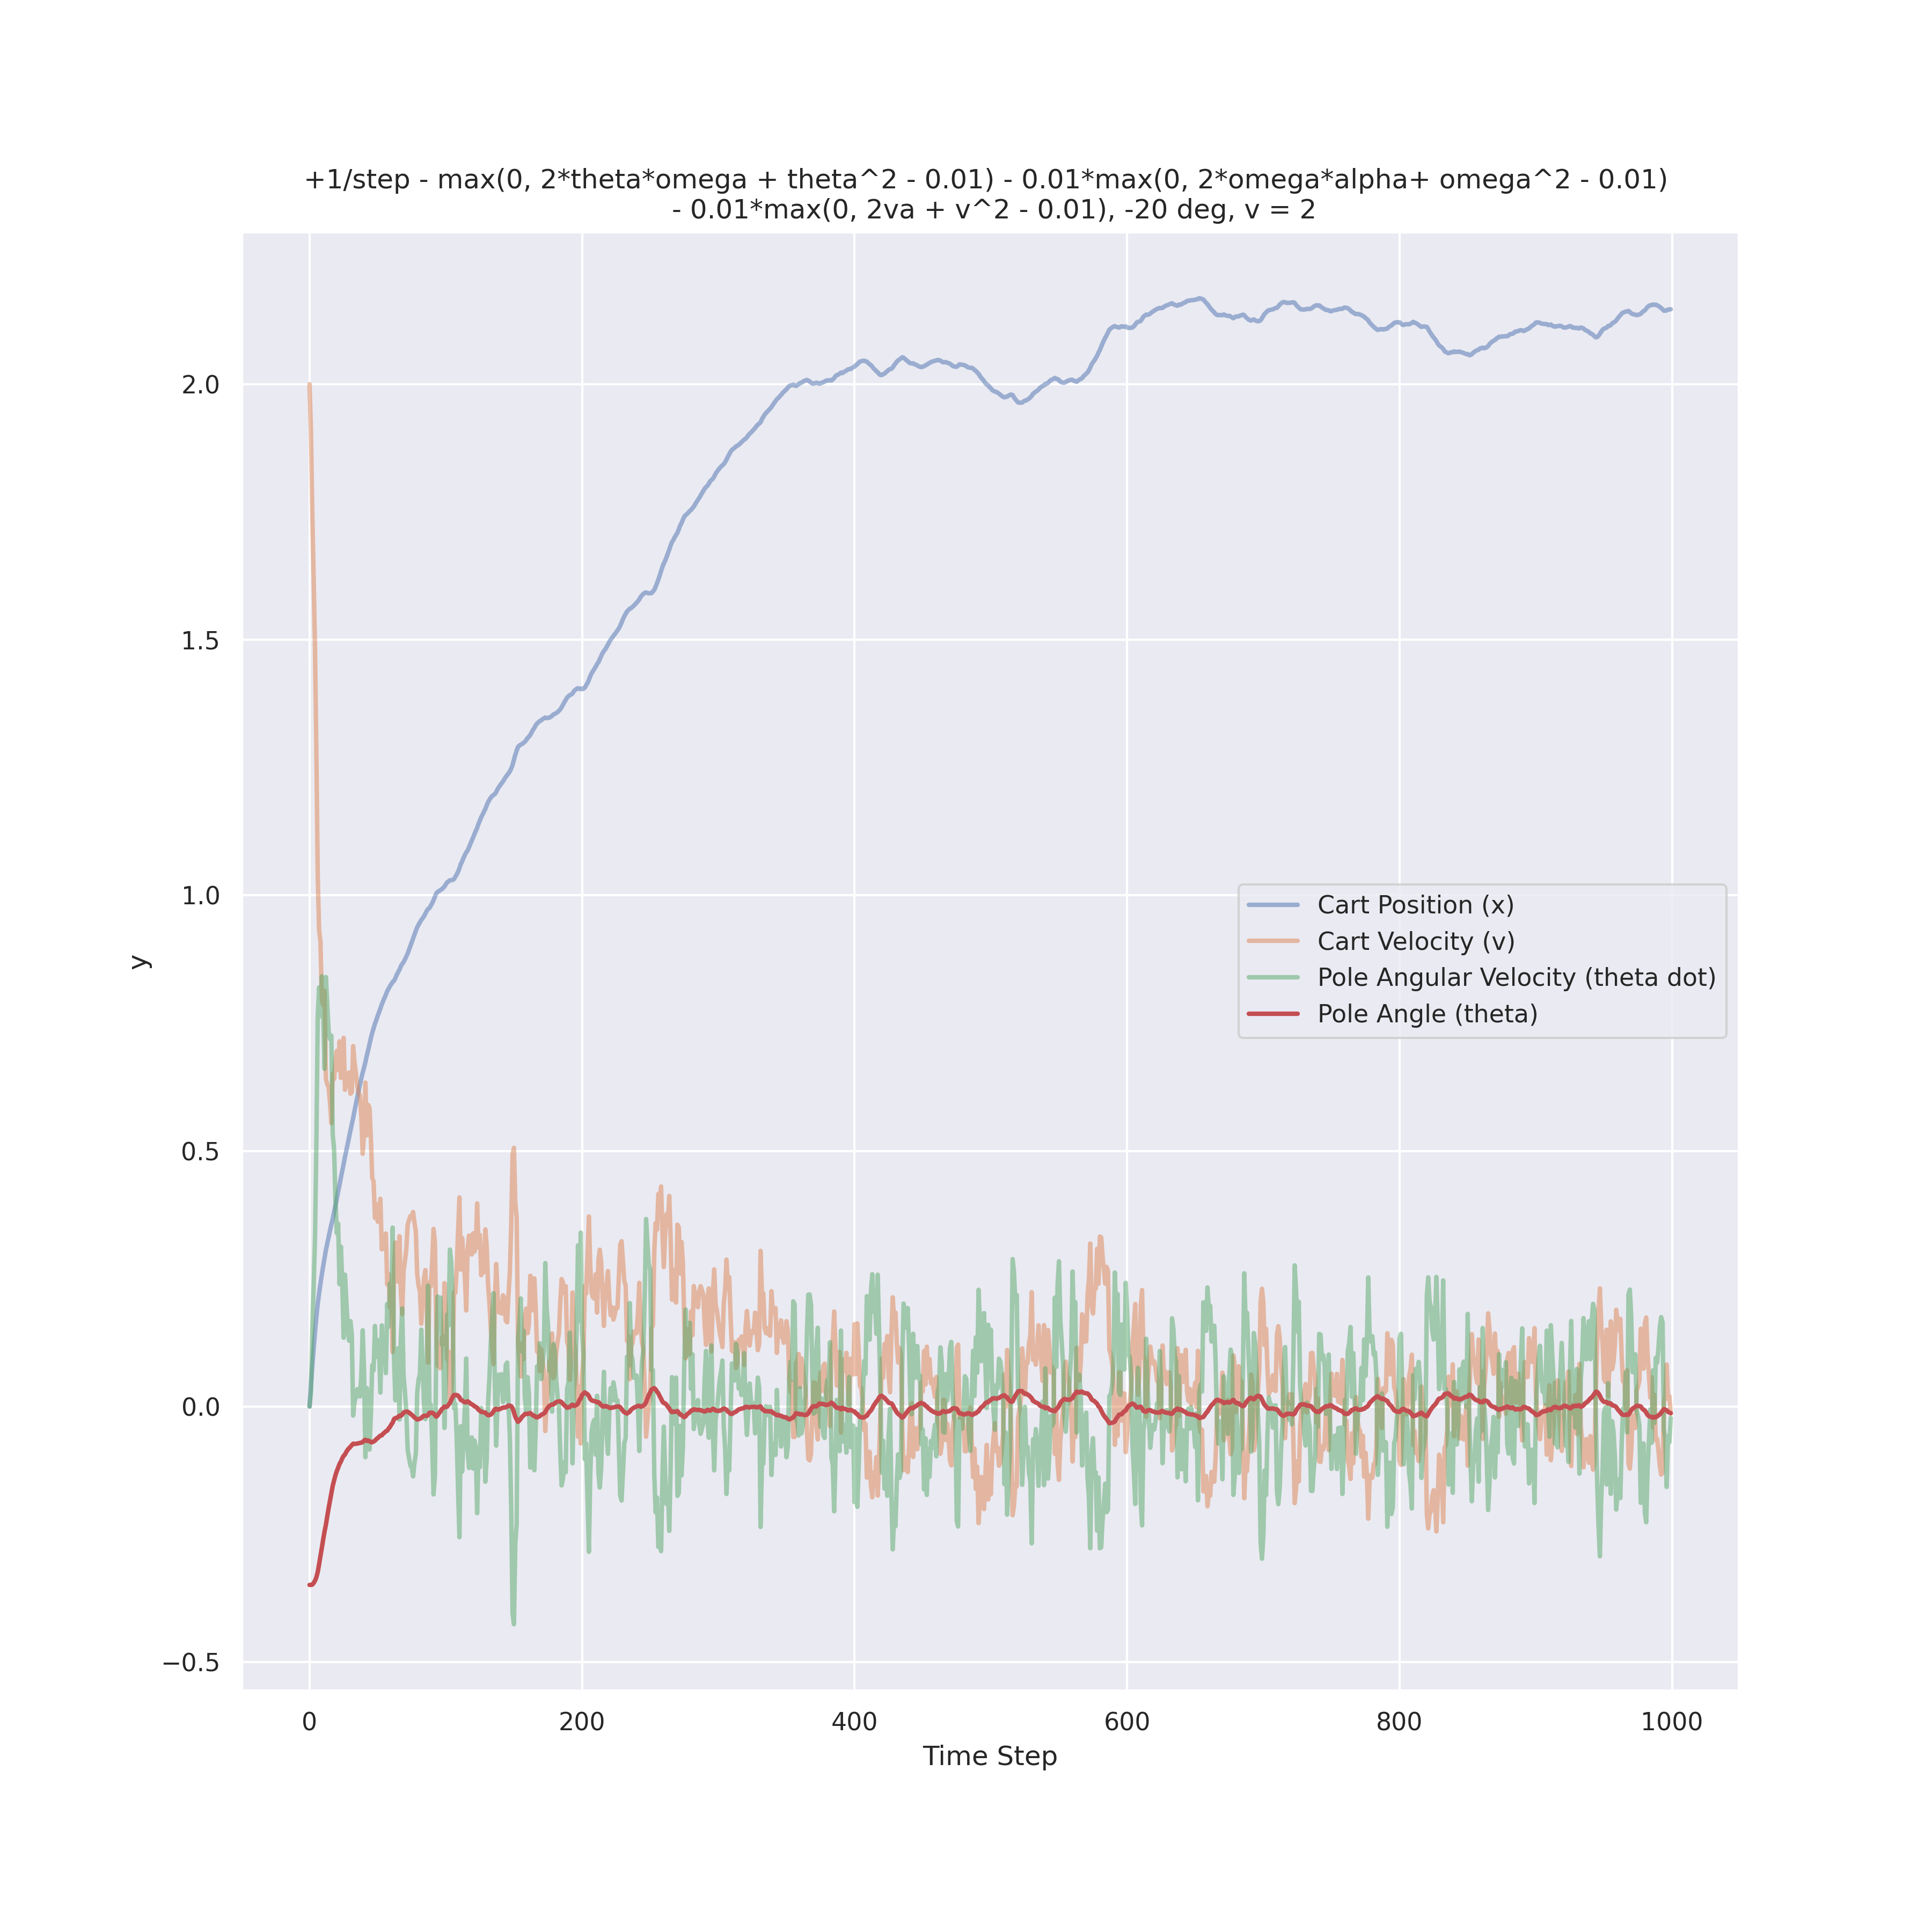 +1/step - max(0, 2*theta*omega + theta^2 - 0.01) - 0.01*max(0, 2*omega*alpha+ omega^2 - 0.01)
- 0.01*max(0, 2va + v^2 - 0.01), -20 deg, v = 2
2.0
1.5
1.0
0.5
0.0
−0.5
y
Cart Position (x)
Cart Velocity (v)
Pole Angular Velocity (theta dot)
Pole Angle (theta)
0 200 400 600 800 1000
Time Step